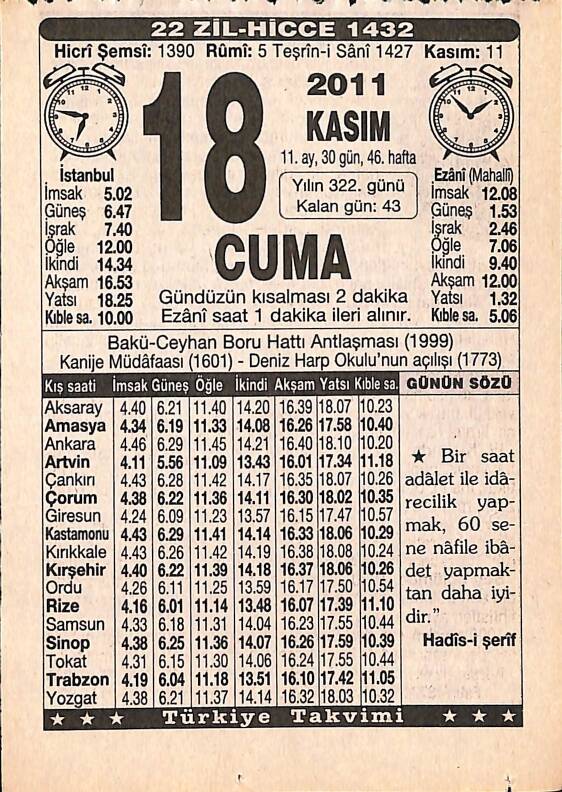 22 ZİL-HİCCE 1432
Hicrî Şemsî: 1390 Rûmî: 5 Teşrîn-i Sânî 1427 Kasım: 11
18
2011
KASIM
11. ay, 30 gün, 46. hafta
Yılın 322. günü
Kalan gün: 43
CUMA
Gündüzün kısalması 2 dakika
Ezânî saat 1 dakika ileri alınır.
İstanbul
İmsak 5.02
Güneş 6.47
İşrak 7.40
Öğle 12.00
İkindi 14.34
Akşam 16.53
Yatsı 18.25
Kıble sa. 10.00
Ezânî (Mahallî)
İmsak 12.08
Güneş 1.53
İşrak 2.46
Öğle 7.06
İkindi 9.40
Akşam 12.00
Yatsı 1.32
Kıble sa. 5.06
Bakü-Ceyhan Boru Hattı Antlaşması (1999)
Kanije Müdâfaası (1601) - Deniz Harp Okulu'nun açılışı (1773)
Kış saati İmsak Güneş Öğle İkindi Akşam Yatsı Kıble sa.
Aksaray 4.40 6.21 11.40 14.20 16.39 18.07 10.23
Amasya 4.34 6.19 11.33 14.08 16.26 17.58 10.40
Ankara 4.46 6.29 11.45 14.21 16.40 18.10 10.20
Artvin 4.11 5.56 11.09 13.43 16.01 17.34 11.18
Çankırı 4.43 6.28 11.42 14.17 16.35 18.07 10.26
Çorum 4.38 6.22 11.36 14.11 16.30 18.02 10.35
Giresun 4.24 6.09 11.23 13.57 16.15 17.47 10.57
Kastamonu 4.43 6.29 11.41 14.14 16.33 18.06 10.29
Kırıkkale 4.43 6.26 11.42 14.19 16.38 18.08 10.24
Kırşehir 4.40 6.22 11.39 14.18 16.37 18.06 10.26
Ordu 4.26 6.11 11.25 13.59 16.17 17.50 10.54
Rize 4.16 6.01 11.14 13.48 16.07 17.39 11.10
Samsun 4.33 6.18 11.31 14.04 16.23 17.55 10.44
Sinop 4.38 6.25 11.36 14.07 16.26 17.59 10.39
Tokat 4.31 6.15 11.30 14.06 16.24 17.55 10.44
Trabzon 4.19 6.04 11.18 13.51 16.10 17.42 11.05
Yozgat 4.38 6.21 11.37 14.14 16.32 18.03 10.32
GÜNÜN SÖZÜ
★ Bir saat
adâlet ile idâ-
recilik yap-
mak, 60 se-
ne nâfile ibâ-
det yapmak-
tan daha iyi-
dir."
Hadîs-i şerîf
★ ★ ★ Türkiye Takvimi ★ ★ ★